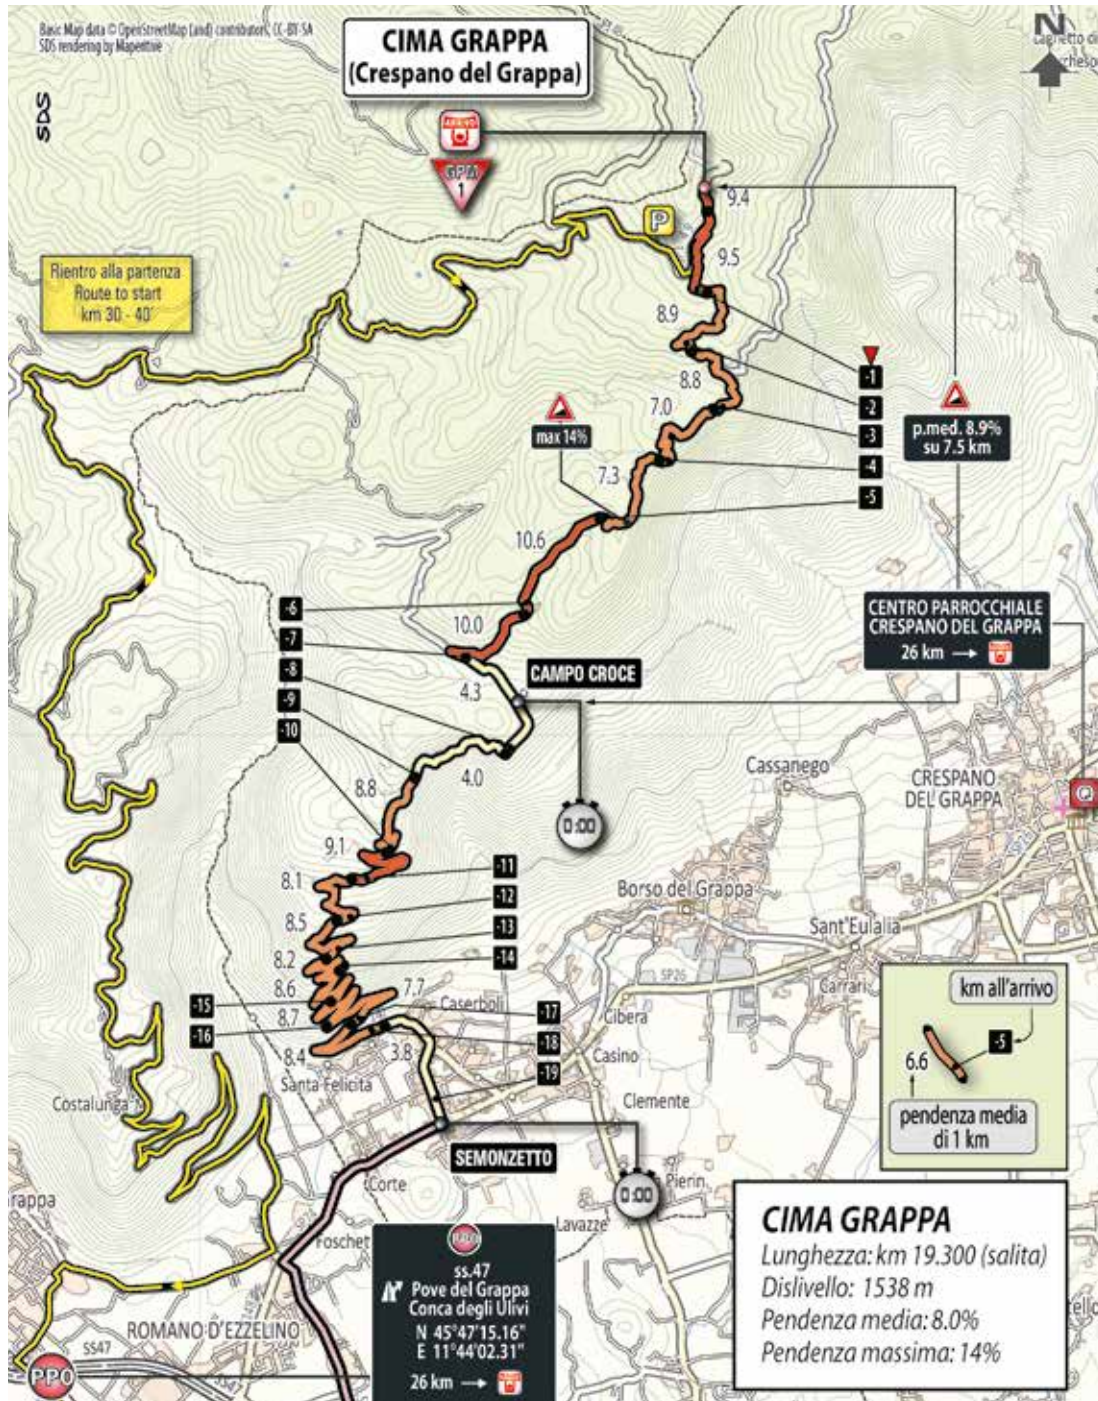 Basic Map data © OpenStreetMap (and) contributors, CC-BY-SA
SDS rendering by Mapenitve
SDS
CIMA GRAPPA
(Crespano del Grappa)
N
ARRIVO
GPM
1
9.4
P
9.5
Rientro alla partenza
Route to start
km 30 - 40'
8.9
8.8
7.0
-1
-2
-3
-4
-5
max 14%
p.med. 8.9%
su 7.5 km
7.3
10.6
-6
-7
-8
-9
-10
10.0
CENTRO PARROCCHIALE
CRESPANO DEL GRAPPA
26 km
CAMPO CROCE
4.3
4.0
8.8
0:00
Cassanego
CRESPANO
DEL GRAPPA
Q
9.1
8.1
-11
-12
-13
-14
8.5
8.2
8.6
8.7
8.4
7.7
-15
-16
-17
-18
-19
3.8
Borso del Grappa
Sant'Eulalia
SP26
Carrari
Caserboli
Gibera
Casino
Santa Felicita
Clemente
Costalunga
km all'arrivo
-5
6.6
pendenza media
di 1 km
SEMONZETTO
0:00
Pierin
Corte
Lavazze
Foschet
PPO
ss.47
Pove del Grappa
Conca degli Ulivi
N 45°47'15.16"
E 11°44'02.31"
26 km
rappa
ROMANO D'EZZELINO
SS47
PPO
CIMA GRAPPA
Lunghezza: km 19.300 (salita)
Dislivello: 1538 m
Pendenza media: 8.0%
Pendenza massima: 14%